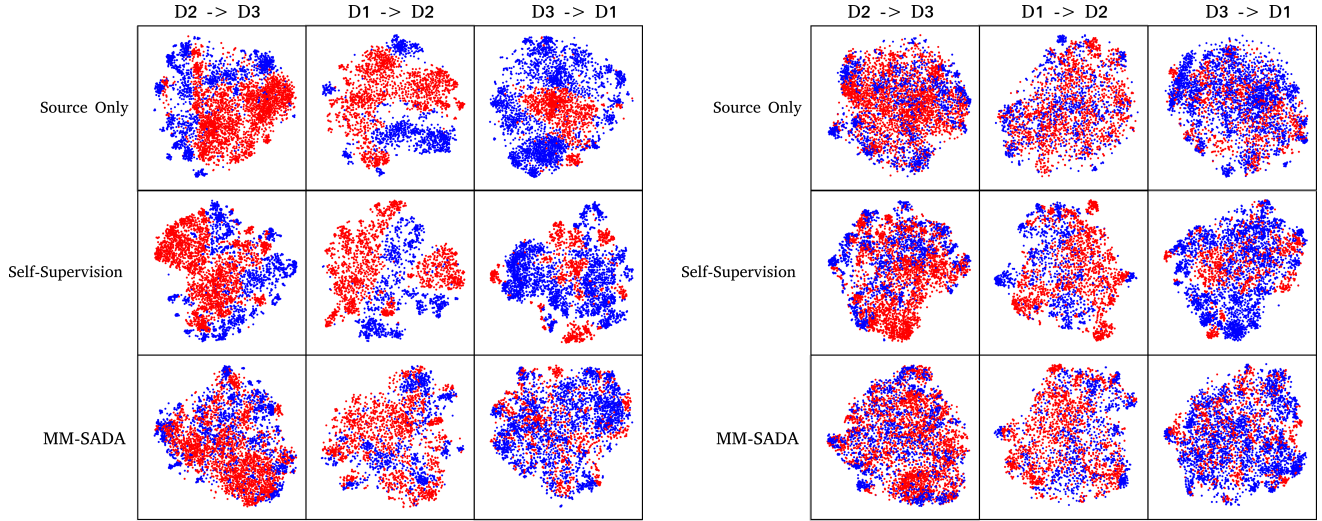 D2 -> D3 D1 -> D2 D3 -> D1 D2 -> D3 D1 -> D2 D3 -> D1
Source Only Source Only
Self-Supervision Self-Supervision
MM-SADA MM-SADA